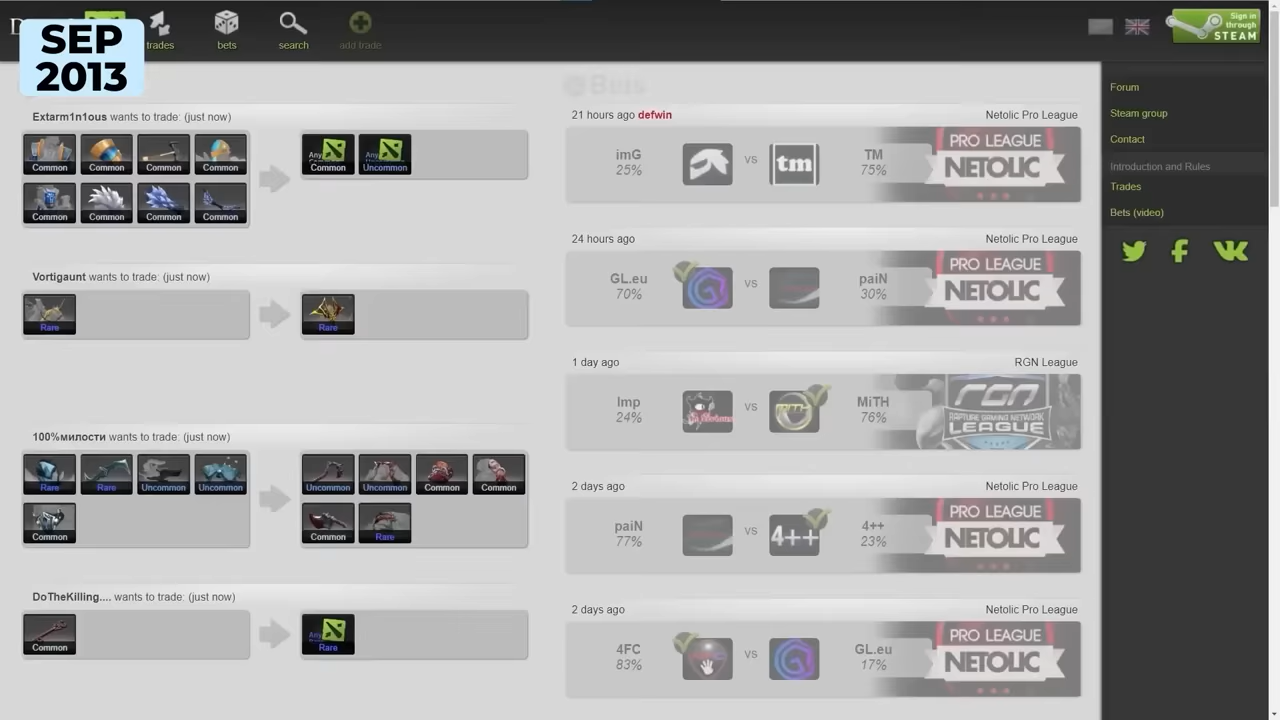 SEP
2013
trades
bets
search
add trade
Sign in
through
STEAM
Bets
Extarm1n1ous wants to trade: (just now)
Common
Common
Common
Common
Common
Common
Common
Common
Any
Common
Any
Uncommon
Vortigaunt wants to trade: (just now)
Rare
Rare
100%милости wants to trade: (just now)
Rare
Rare
Uncommon
Uncommon
Common
Uncommon
Uncommon
Common
Common
Common
Rare
DoTheKilling.... wants to trade: (just now)
Common
Any
Rare
21 hours ago defwin
Netolic Pro League
imG
25%
vs
tm
TM
75%
PRO LEAGUE
NETOLIC
24 hours ago
Netolic Pro League
GL.eu
70%
vs
paiN
30%
PRO LEAGUE
NETOLIC
1 day ago
RGN League
Imp
24%
vs
MiTH
76%
RGN
RAPTURE GAMING NETWORK
LEAGUE
2 days ago
Netolic Pro League
paiN
77%
vs
4++
4++
23%
PRO LEAGUE
NETOLIC
2 days ago
Netolic Pro League
4FC
83%
vs
GL.eu
17%
PRO LEAGUE
NETOLIC
Forum
Steam group
Contact
Introduction and Rules
Trades
Bets (video)